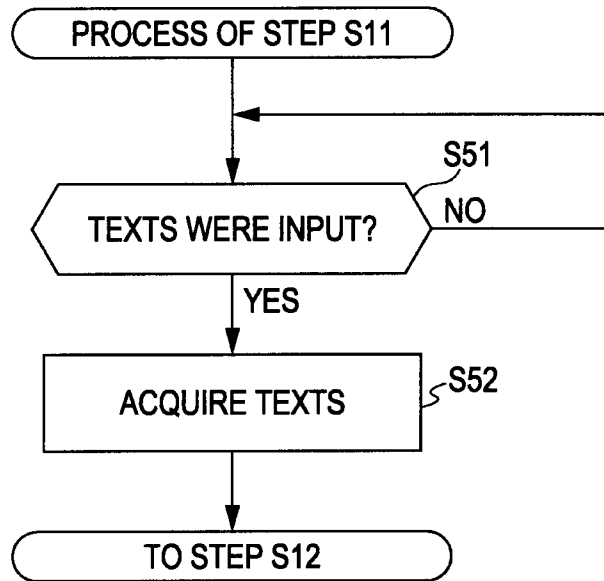 PROCESS OF STEP S11
S51
TEXTS WERE INPUT?
NO
YES
S52
ACQUIRE TEXTS
TO STEP S12